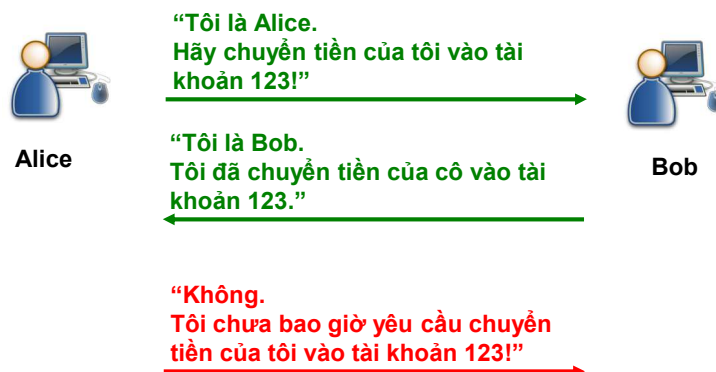 “Tôi là Alice.
Hãy chuyển tiền của tôi vào tài
khoản 123!”
Alice
“Tôi là Bob.
Tôi đã chuyển tiền của cô vào tài
khoản 123.”
Bob
“Không.
Tôi chưa bao giờ yêu cầu chuyển
tiền của tôi vào tài khoản 123!”